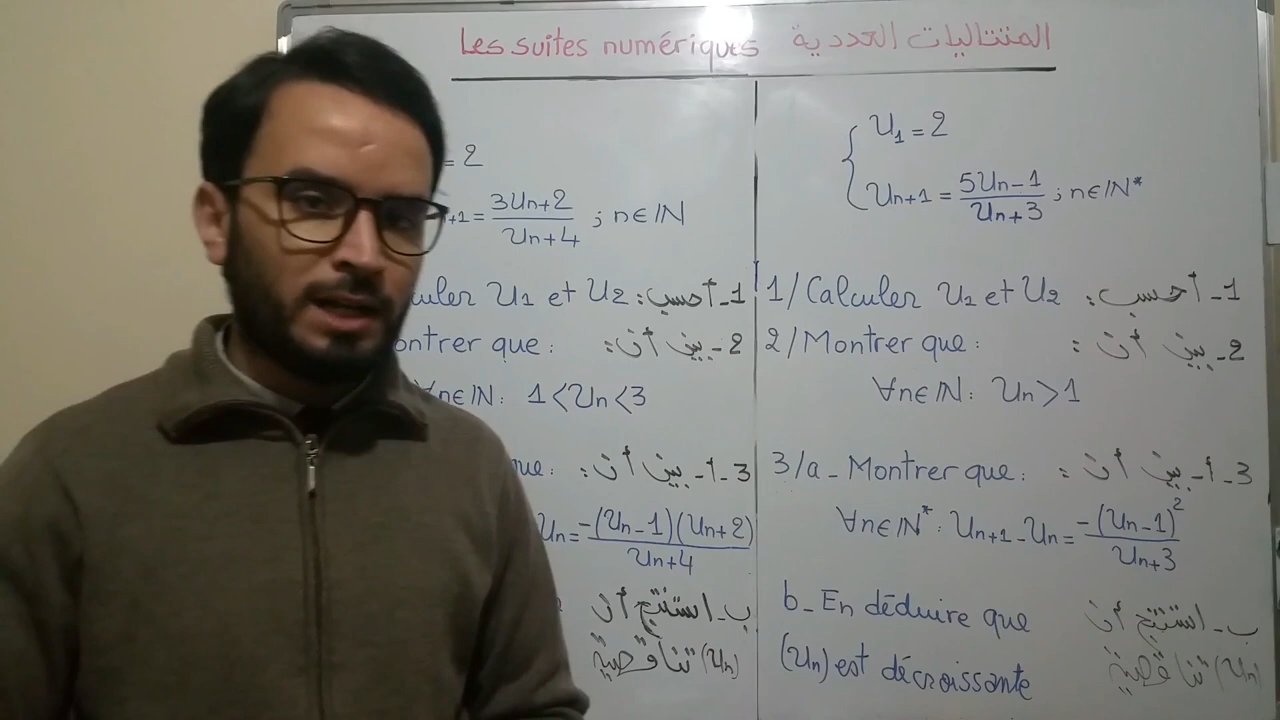 Les suites numériques المتتاليات العددية
= 2
+1 = (3Un+2)/(Un+4) ; n∈IN
culer U1 et U2 : 1-أحسب
ontrer que : 2-بين أن:
∀n∈IN: 1<Un<3
que: 3-أ-بين أن:
Un = -(Un-1)(Un+2)/(Un+4)
ب-استنتج أن
(Un) تناقصية
{ U1 = 2
Un+1 = (5Un-1)/(Un+3) ; n∈IN*
1/Calculer U1 et U2 : 1-أحسب
2/Montrer que : 2-بين أن :
∀n∈IN: Un>1
3/a-Montrer que : 3-أ-بين أن :
∀n∈IN*: Un+1-Un = -(Un-1)²/(Un+3)
b-En déduire que ب-استنتج أن
(Un) est décroissante (Un) تناقصية